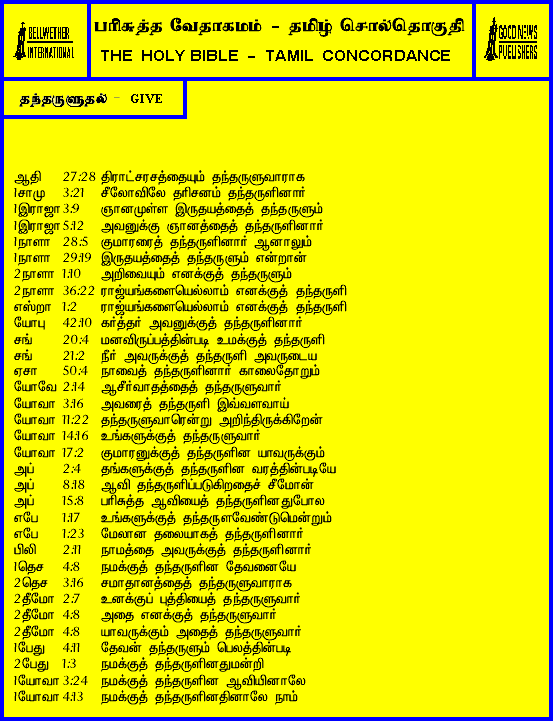 BELLWETHER
INTERNATIONAL
பரிசுத்த வேதாகமம் - தமிழ் சொல்தொகுதி
THE HOLY BIBLE - TAMIL CONCORDANCE
GOOD NEWS
PUBLISHERS
தந்தருளுதல் - GIVE
ஆதி 27:28 திராட்சரசத்தையும் தந்தருளுவாராக
1சாமு 3:21 சீலோவிலே தரிசனம் தந்தருளினார்
1இராஜா 3:9 ஞானமுள்ள இருதயத்தைத் தந்தருளும்
1இராஜா 5:12 அவனுக்கு ஞானத்தைத் தந்தருளினார்
1நாளா 28:5 குமாரரைத் தந்தருளினார் ஆனாலும்
1நாளா 29:19 இருதயத்தைத் தந்தருளும் என்றான்
2நாளா 1:10 அறிவையும் எனக்குத் தந்தருளும்
2நாளா 36:22 ராஜ்யங்களையெல்லாம் எனக்குத் தந்தருளி
எஸ்றா 1:2 ராஜ்யங்களையெல்லாம் எனக்குத் தந்தருளி
யோபு 42:10 கர்த்தர் அவனுக்குத் தந்தருளினார்
சங் 20:4 மனவிருப்பத்தின்படி உமக்குத் தந்தருளி
சங் 21:2 நீர் அவருக்குத் தந்தருளி அவருடைய
ஏசா 50:4 நாவைத் தந்தருளினார் காலைதோறும்
யோவே 2:14 ஆசீர்வாதத்தைத் தந்தருளுவார்
யோவா 3:16 அவரைத் தந்தருளி இவ்வளவாய்
யோவா 11:22 தந்தருளுவாரென்று அறிந்திருக்கிறேன்
யோவா 14:16 உங்களுக்குத் தந்தருளுவார்
யோவா 17:2 குமாரனுக்குத் தந்தருளின யாவருக்கும்
அப் 2:4 தங்களுக்குத் தந்தருளின வரத்தின்படியே
அப் 8:18 ஆவி தந்தருளப்படுகிறதைச் சீமோன்
அப் 15:8 பரிசுத்த ஆவியைத் தந்தருளினதுபோல
எபே 1:17 உங்களுக்குத் தந்தருளவேண்டுமென்றும்
எபே 1:23 மேலான தலையாகத் தந்தருளினார்
பிலி 2:11 நாமத்தை அவருக்குத் தந்தருளினார்
1தெச 4:8 நமக்குத் தந்தருளின தேவனையே
2தெச 3:16 சமாதானத்தைத் தந்தருளுவாராக
2தீமோ 2:7 உனக்குப் புத்தியைத் தந்தருளுவார்
2தீமோ 4:8 அதை எனக்குத் தந்தருளுவார்
2தீமோ 4:8 யாவருக்கும் அதைத் தந்தருளுவார்
1பேது 4:11 தேவன் தந்தருளும் பெலத்தின்படி
2பேது 1:3 நமக்குத் தந்தருளினதுமன்றி
1யோவா 3:24 நமக்குத் தந்தருளின ஆவியினாலே
1யோவா 4:13 நமக்குத் தந்தருளினதினாலே நாம்